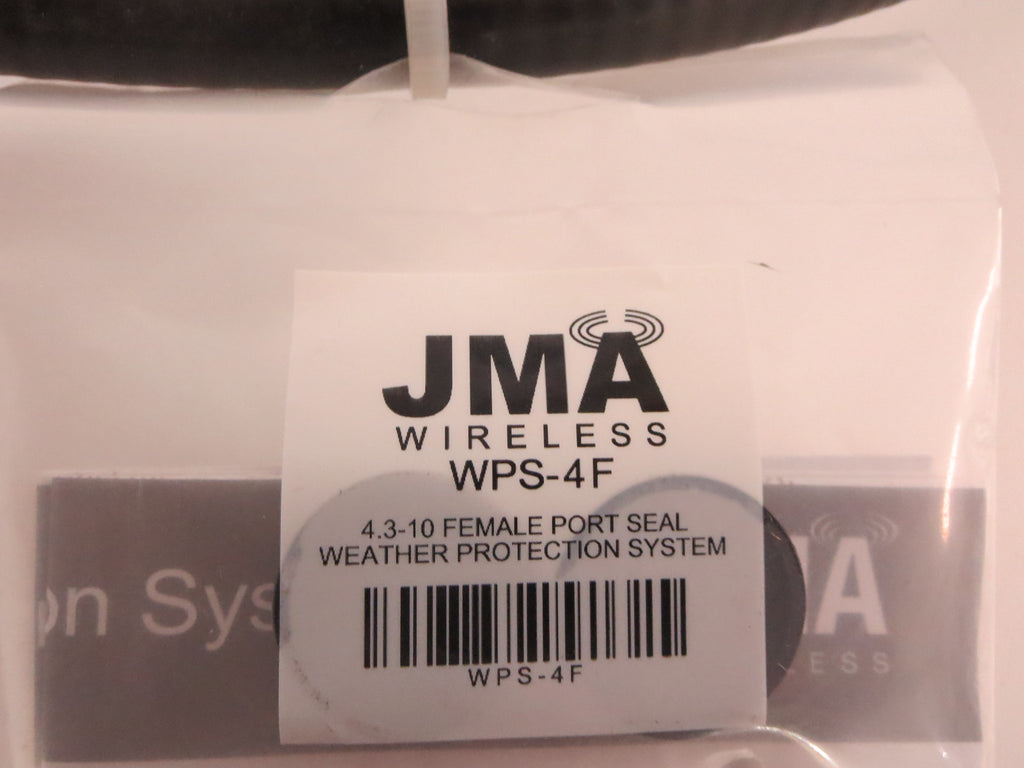 JMA
WIRELESS
WPS-4F
4.3-10 FEMALE PORT SEAL
WEATHER PROTECTION SYSTEM
WPS-4F